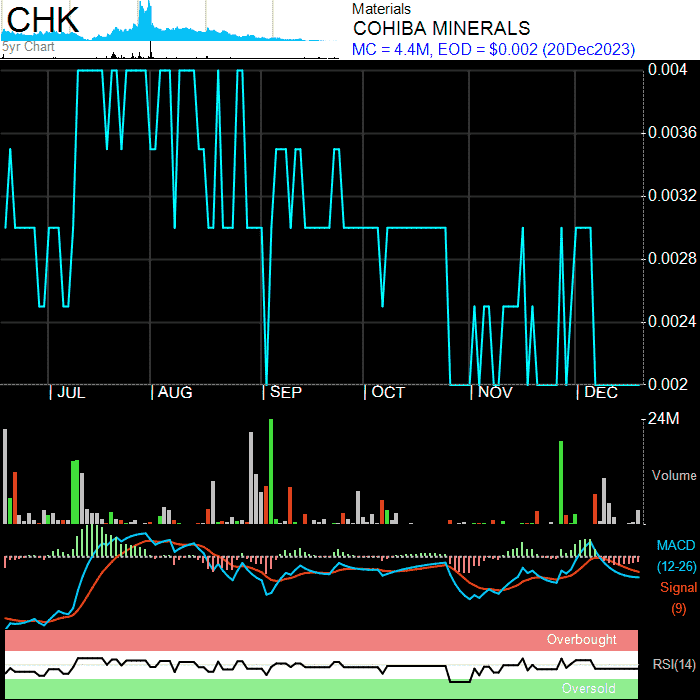 CHK
5yr Chart
Materials
COHIBA MINERALS
MC = 4.4M, EOD = $0.002 (20Dec2023)
0.004
0.0036
0.0032
0.0028
0.0024
0.002
JUL AUG SEP OCT NOV DEC
24M
Volume
MACD
(12-26)
Signal
(9)
Overbought
RSI(14)
Oversold